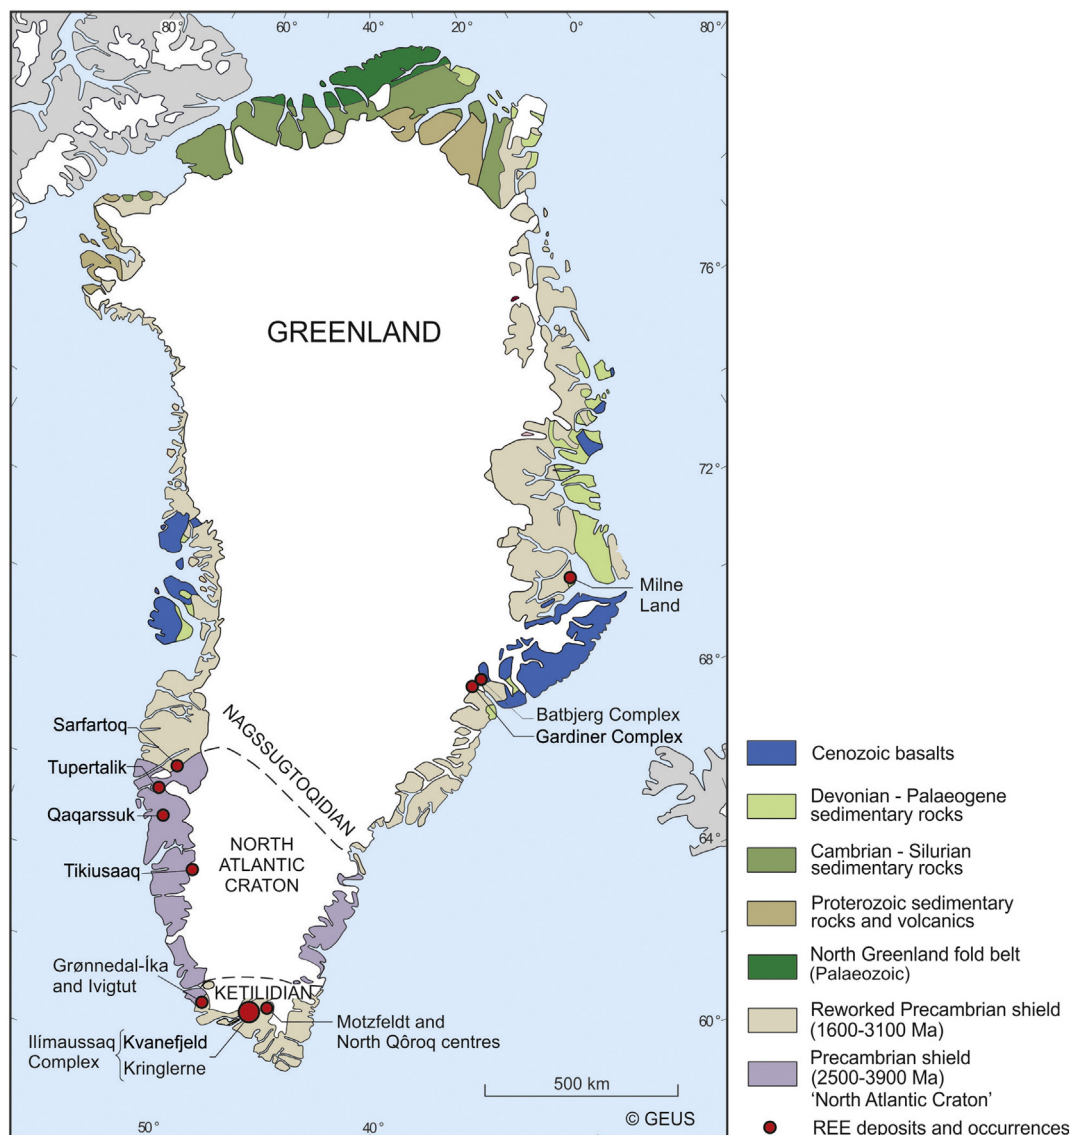 80°
60°
40°
20°
0°
80°
76°
GREENLAND
72°
Milne
Land
68°
Sarfartoq
NAGSSUGTOQIDIAN
Batbjerg Complex
Gardiner Complex
Tupertalik
Qaqarssuk
NORTH
ATLANTIC
CRATON
64°
Tikiusaaq
Grønnedal-Íka
and Ivigtut
KETILIDIAN
60°
Motzfeldt and
North Qôroq centres
Ilímaussaq
Complex
Kvanefjeld
Kringlerne
500 km
© GEUS
50°
40°
Cenozoic basalts
Devonian - Palaeogene
sedimentary rocks
Cambrian - Silurian
sedimentary rocks
Proterozoic sedimentary
rocks and volcanics
North Greenland fold belt
(Palaeozoic)
Reworked Precambrian shield
(1600-3100 Ma)
Precambrian shield
(2500-3900 Ma)
'North Atlantic Craton'
REE deposits and occurrences